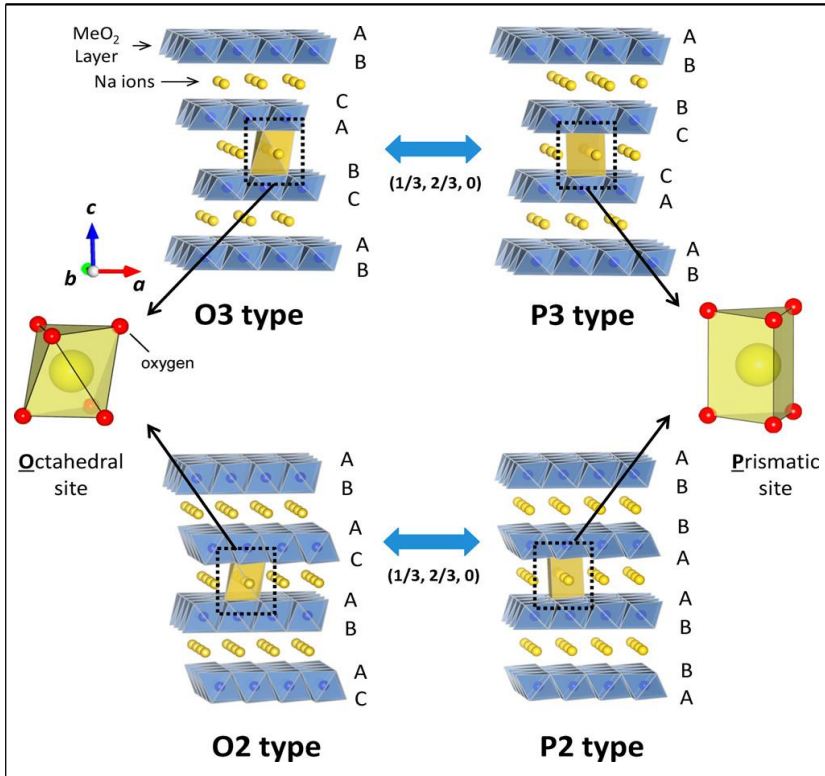 MeO2
Layer
Na ions
A
B
C
A
B
C
A
B
O3 type
(1/3, 2/3, 0)
A
B
B
C
C
A
A
B
P3 type
c
b
a
oxygen
Octahedral
site
Prismatic
site
A
B
A
C
A
B
A
C
O2 type
(1/3, 2/3, 0)
A
B
B
A
A
B
B
A
P2 type